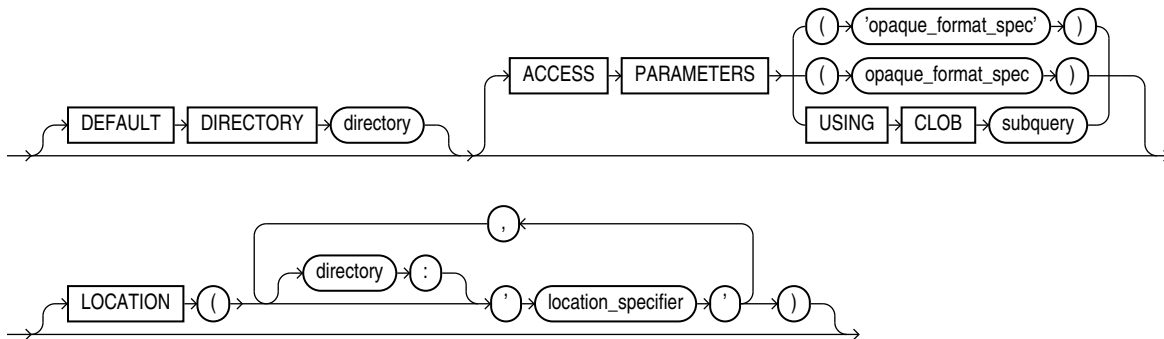 ( 'opaque_format_spec' )
ACCESS PARAMETERS ( opaque_format_spec )
DEFAULT DIRECTORY directory USING CLOB subquery
,
directory :
LOCATION ( ' location_specifier ' )